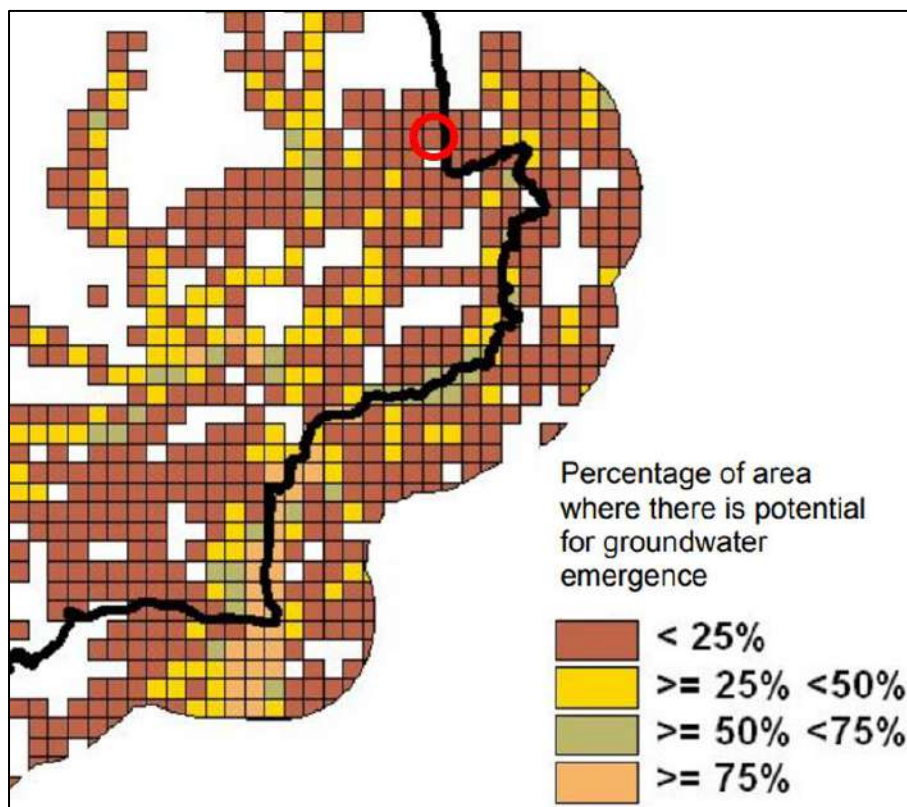 Percentage of area
where there is potential
for groundwater
emergence
< 25%
>= 25% <50%
>= 50% <75%
>= 75%